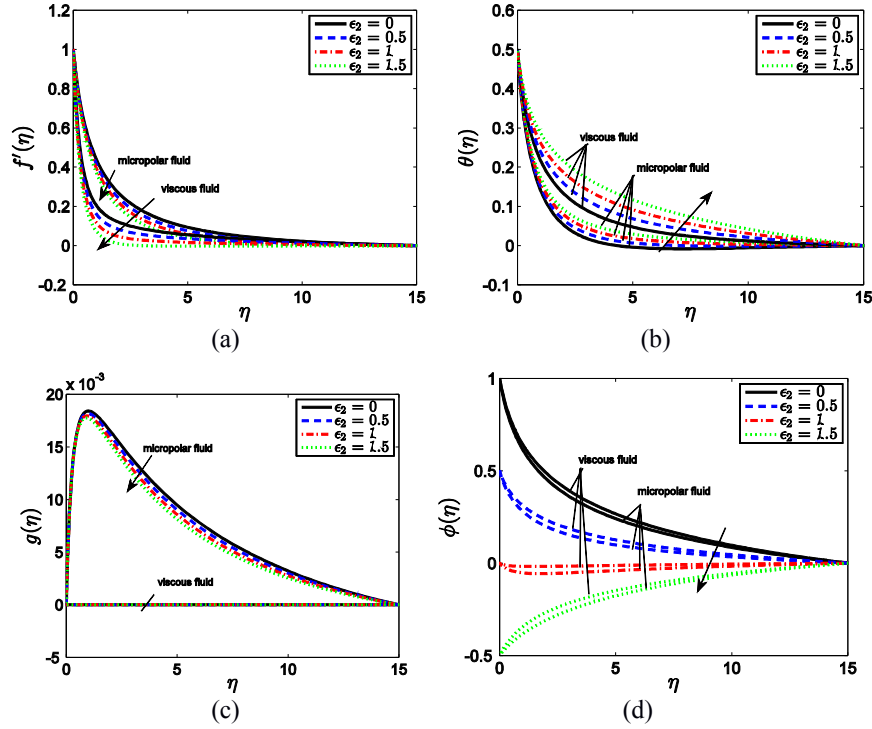 1.2
1
0.8
0.6
0.4
0.2
0
-0.2
0
5
10
15
f′(η)
η
ϵ₂ = 0
ϵ₂ = 0.5
ϵ₂ = 1
ϵ₂ = 1.5
micropolar fluid
viscous fluid
(a)
0.6
0.5
0.4
0.3
0.2
0.1
0
-0.1
0
5
10
15
θ(η)
η
ϵ₂ = 0
ϵ₂ = 0.5
ϵ₂ = 1
ϵ₂ = 1.5
viscous fluid
micropolar fluid
(b)
x 10⁻³
20
15
10
5
0
-5
0
5
10
15
g(η)
η
ϵ₂ = 0
ϵ₂ = 0.5
ϵ₂ = 1
ϵ₂ = 1.5
micropolar fluid
viscous fluid
(c)
1
0.5
0
-0.5
0
5
10
15
ϕ(η)
η
ϵ₂ = 0
ϵ₂ = 0.5
ϵ₂ = 1
ϵ₂ = 1.5
viscous fluid
micropolar fluid
(d)